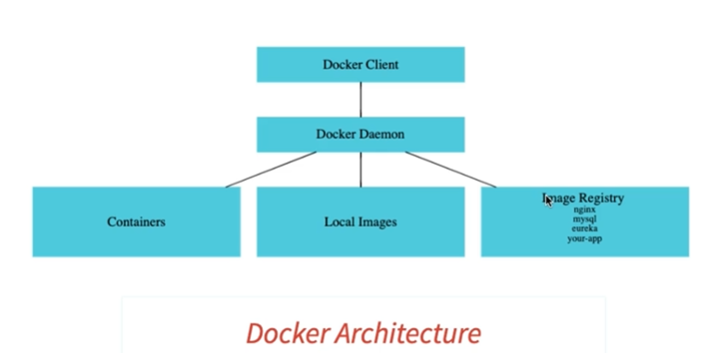 Docker Client
Docker Daemon
Containers
Local Images
Image Registry
nginx
mysql
eureka
your-app
Docker Architecture